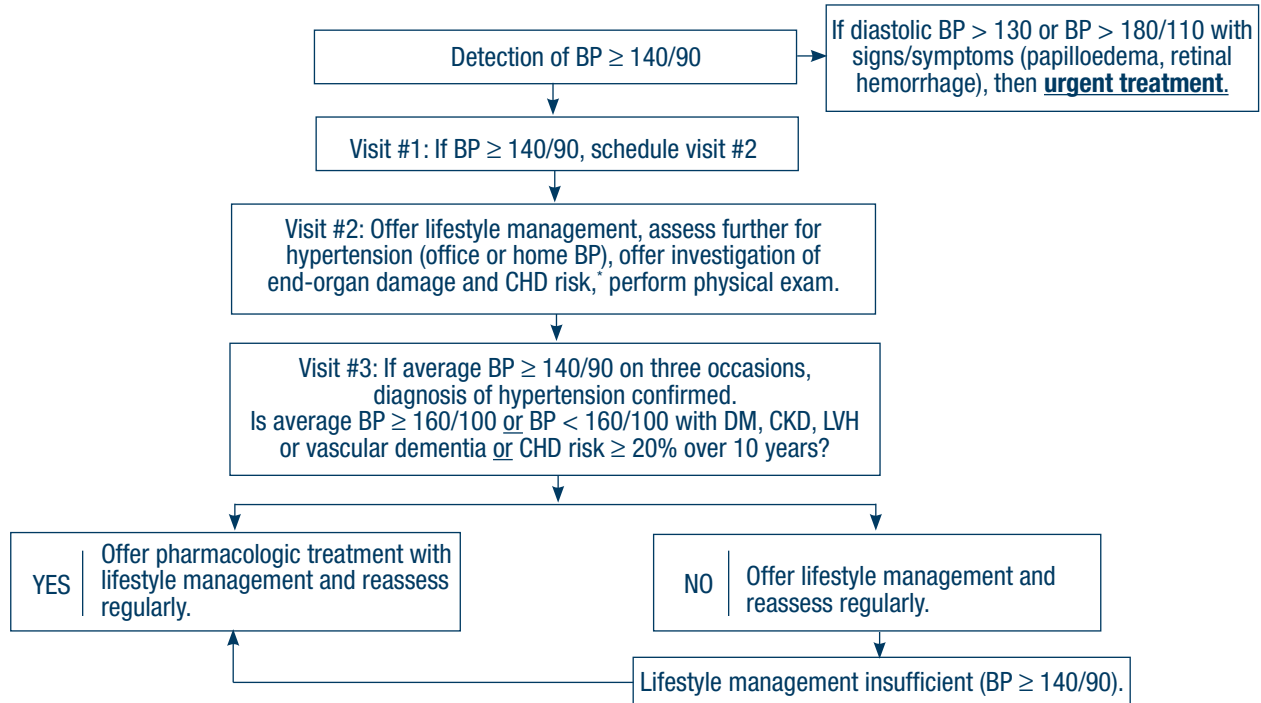 Detection of BP ≥ 140/90
If diastolic BP > 130 or BP > 180/110 with
signs/symptoms (papilloedema, retinal
hemorrhage), then urgent treatment.
Visit #1: If BP ≥ 140/90, schedule visit #2
Visit #2: Offer lifestyle management, assess further for
hypertension (office or home BP), offer investigation of
end-organ damage and CHD risk,* perform physical exam.
Visit #3: If average BP ≥ 140/90 on three occasions,
diagnosis of hypertension confirmed.
Is average BP ≥ 160/100 or BP < 160/100 with DM, CKD, LVH
or vascular dementia or CHD risk ≥ 20% over 10 years?
YES
Offer pharmacologic treatment with
lifestyle management and reassess
regularly.
NO
Offer lifestyle management and
reassess regularly.
Lifestyle management insufficient (BP ≥ 140/90).